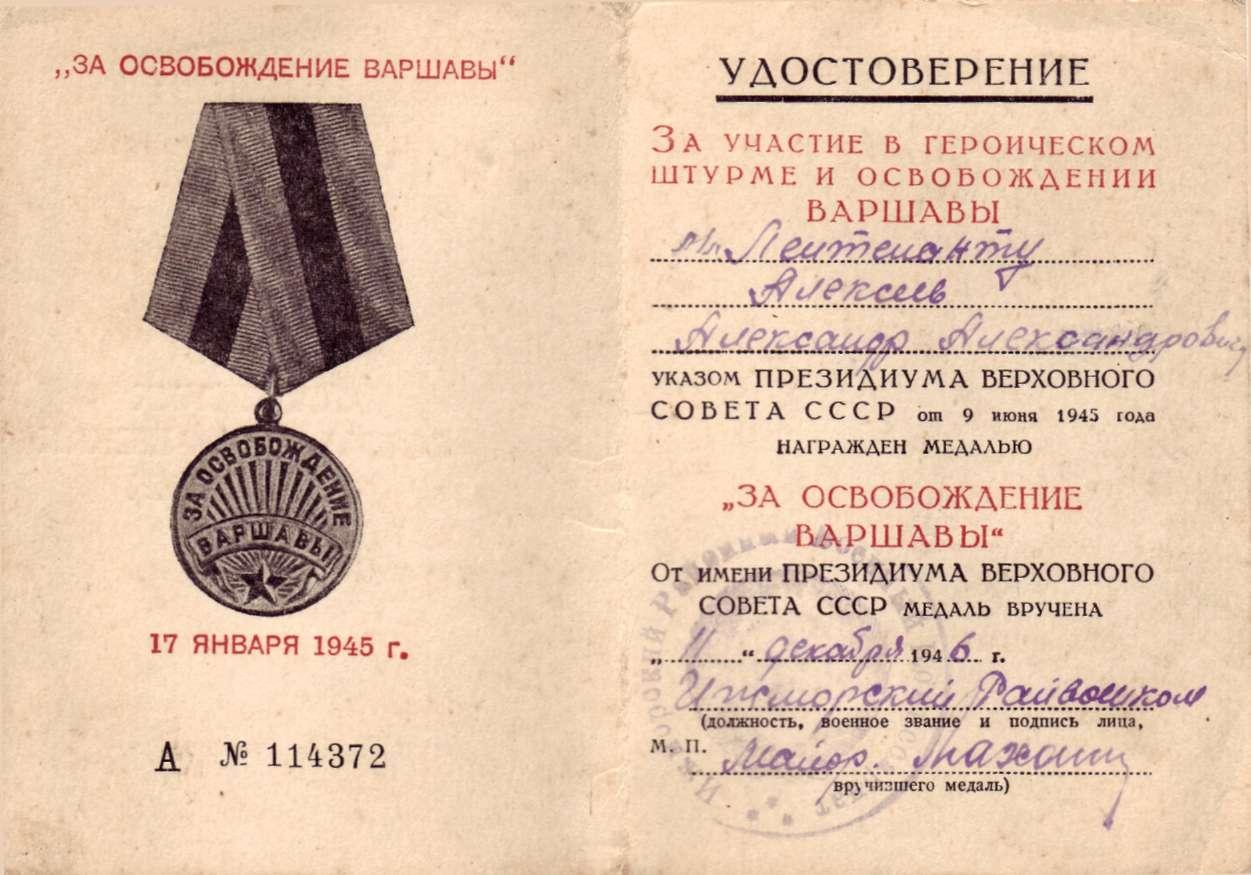 „ЗА ОСВОБОЖДЕНИЕ ВАРШАВЫ“
ЗА ОСВОБОЖДЕНИЕ
ВАРШАВЫ
17 ЯНВАРЯ 1945 г.
А № 114372
УДОСТОВЕРЕНИЕ
ЗА УЧАСТИЕ В ГЕРОИЧЕСКОМ
ШТУРМЕ И ОСВОБОЖДЕНИИ
ВАРШАВЫ
Лейтенанту
Александр Александрович
УКАЗОМ ПРЕЗИДИУМА ВЕРХОВНОГО
СОВЕТА СССР от 9 июня 1945 года
НАГРАЖДЕН МЕДАЛЬЮ
„ЗА ОСВОБОЖДЕНИЕ
ВАРШАВЫ“
ОТ ИМЕНИ ПРЕЗИДИУМА ВЕРХОВНОГО
СОВЕТА СССР МЕДАЛЬ ВРУЧЕНА
„11“ декабря 1946 г.
Ижморский Райвоенком
(должность, военное звание и подпись лица,
М. П. Майор
вручившего медаль)